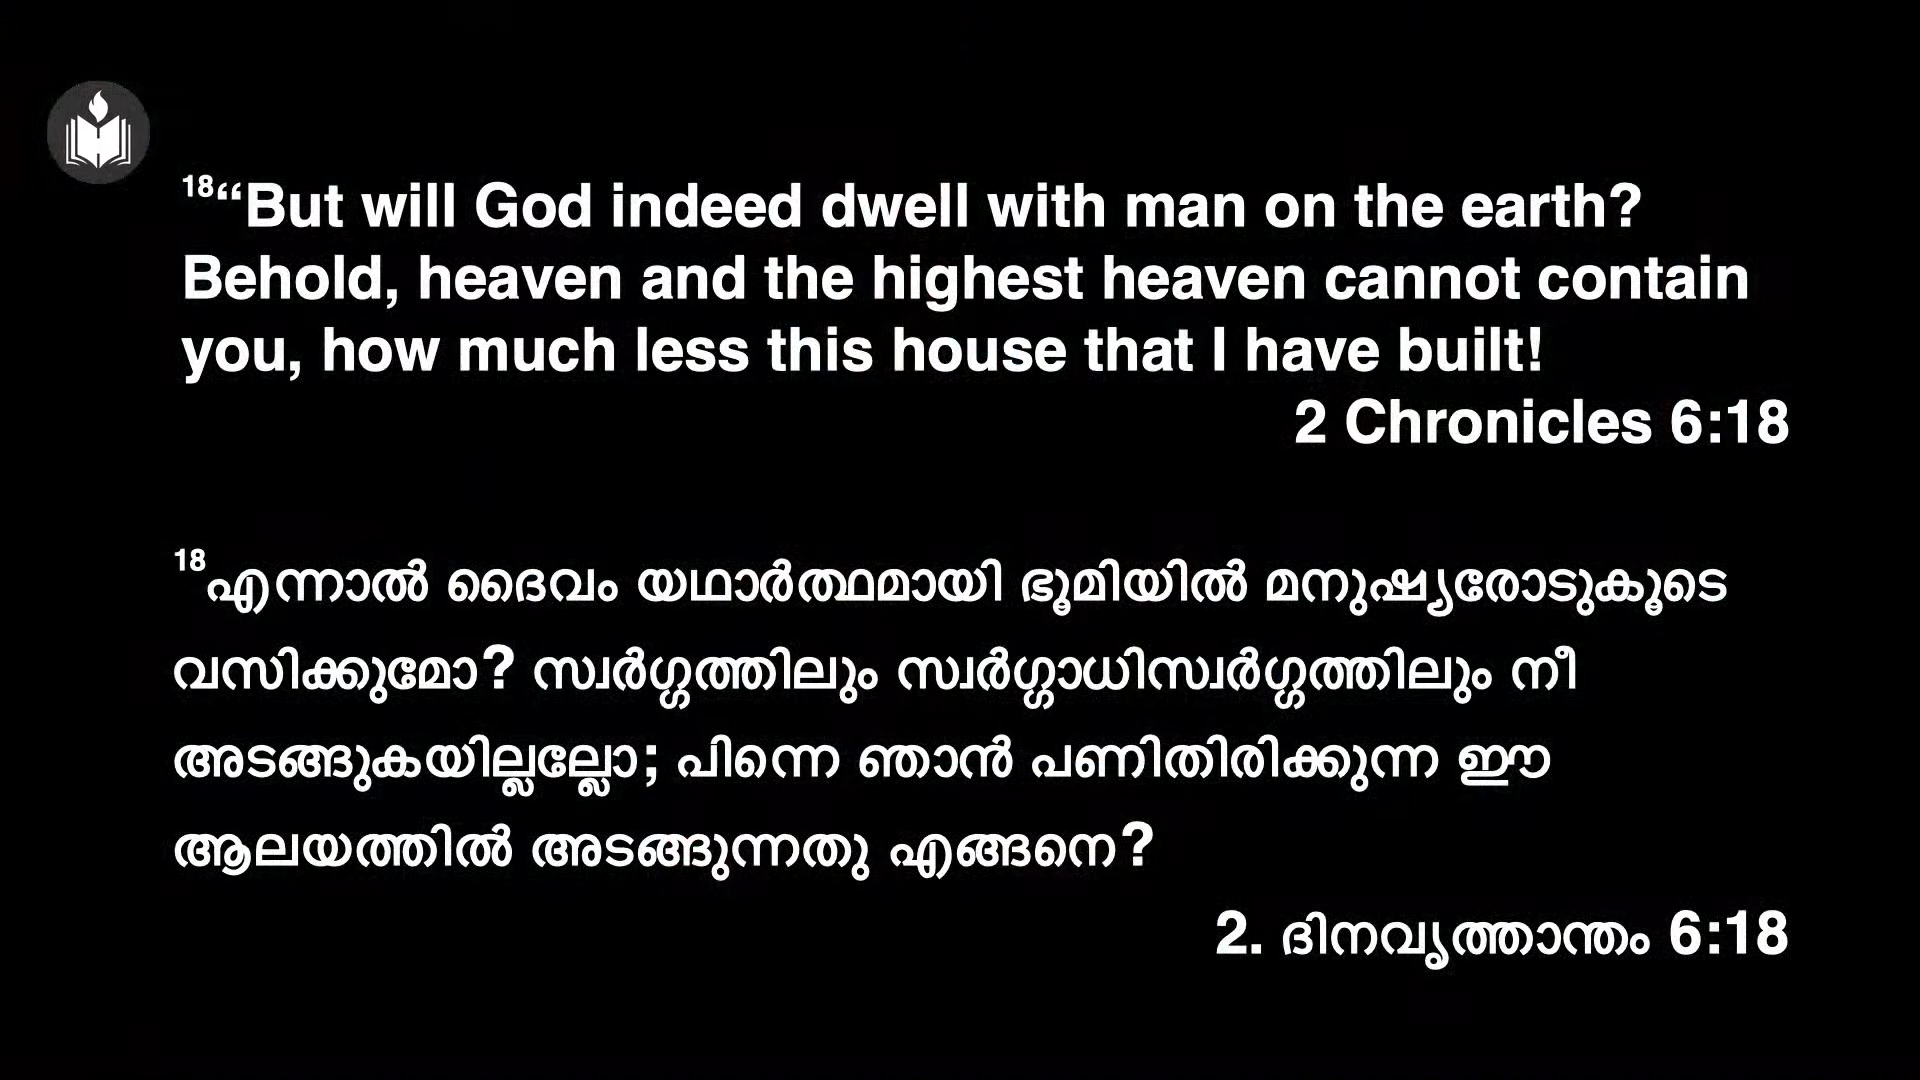 18“But will God indeed dwell with man on the earth?
Behold, heaven and the highest heaven cannot contain
you, how much less this house that I have built!
2 Chronicles 6:18
18എന്നാൽ ദൈവം യഥാർത്ഥമായി ഭൂമിയിൽ മനുഷ്യരോടുകൂടെ
വസിക്കുമോ? സ്വർഗ്ഗത്തിലും സ്വർഗ്ഗാധിസ്വർഗ്ഗത്തിലും നീ
അടങ്ങുകയില്ലല്ലോ; പിന്നെ ഞാൻ പണിതിരിക്കുന്ന ഈ
ആലയത്തിൽ അടങ്ങുന്നതു എങ്ങനെ?
2. ദിനവൃത്താന്തം 6:18